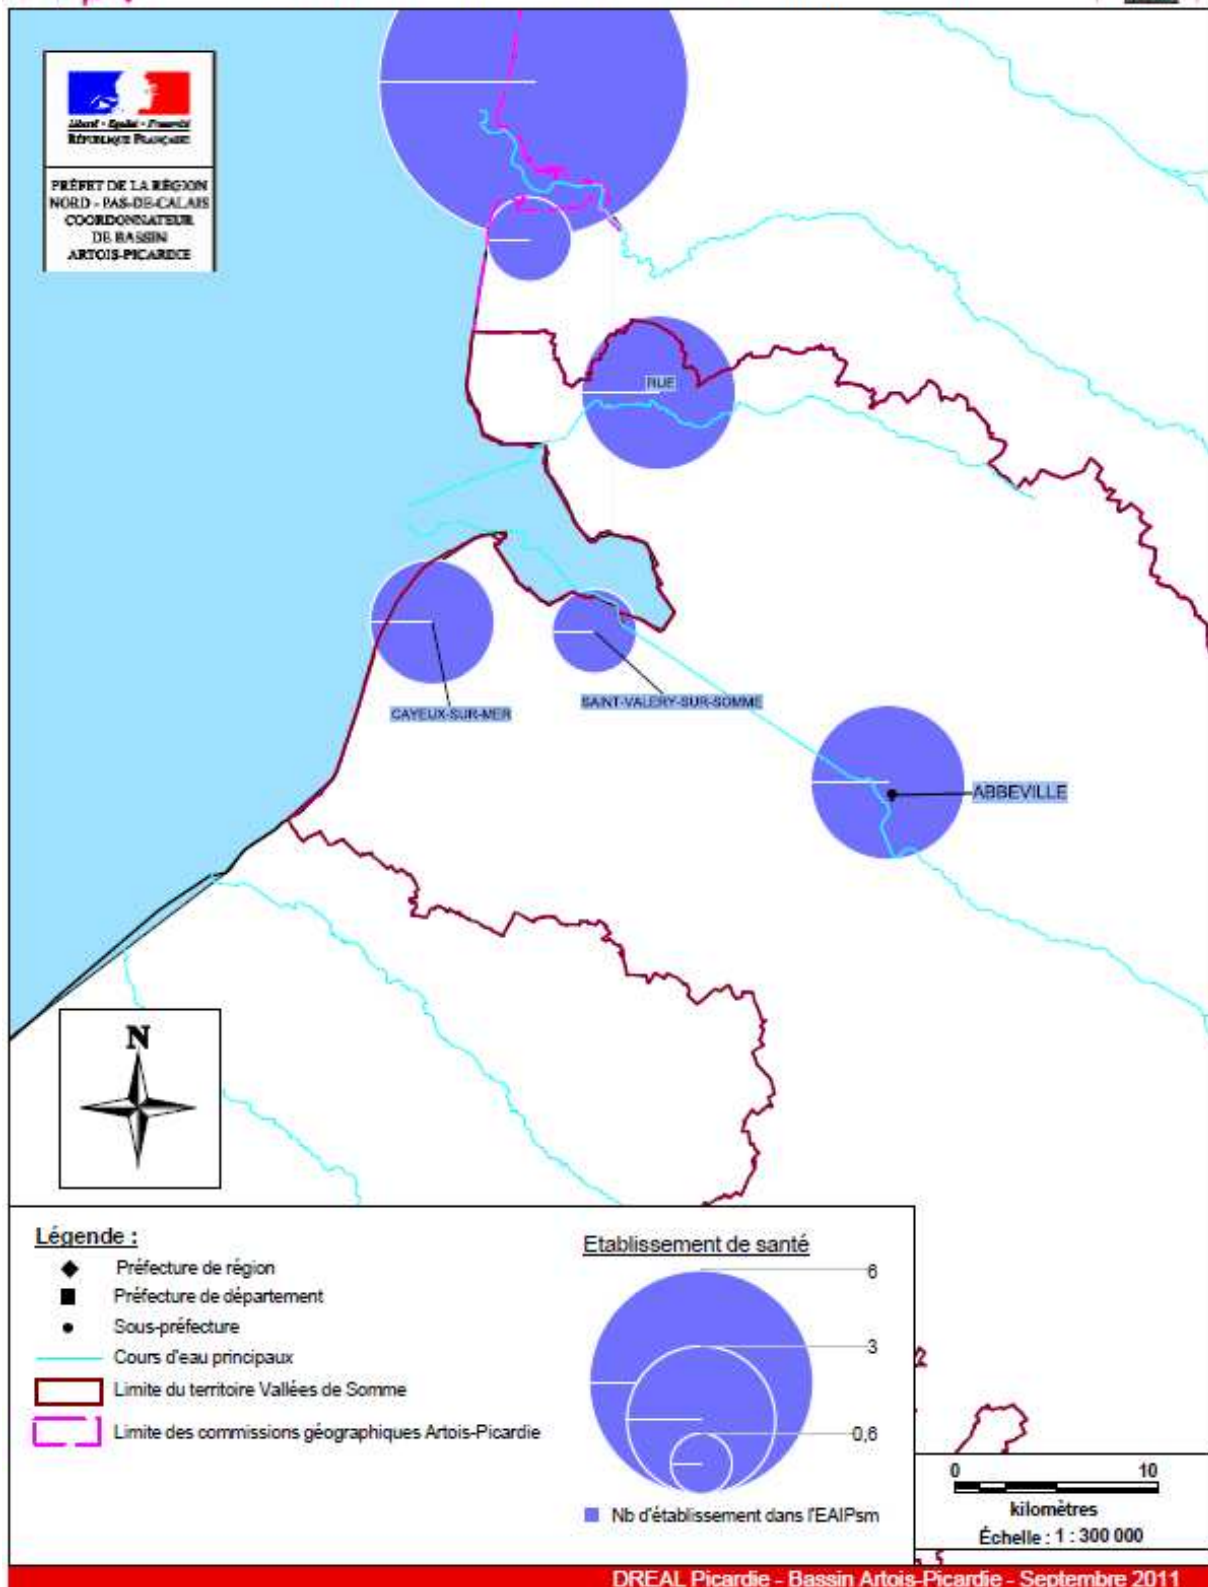 Liberté • Égalité • Fraternité
RÉPUBLIQUE FRANÇAISE
PRÉFET DE LA RÉGION
NORD - PAS-DE-CALAIS
COORDONNATEUR
DE BASSIN
ARTOIS-PICARDIE
RUE
CAYEUX-SUR-MER
SAINT-VALERY-SUR-SOMME
ABBEVILLE
N
Légende :
Préfecture de région
Préfecture de département
Sous-préfecture
Cours d'eau principaux
Limite du territoire Vallées de Somme
Limite des commissions géographiques Artois-Picardie
Etablissement de santé
6
3
0,6
Nb d'établissement dans l'EAIPsm
0 10
kilomètres
Échelle : 1 : 300 000
DREAL Picardie - Bassin Artois-Picardie - Septembre 2011